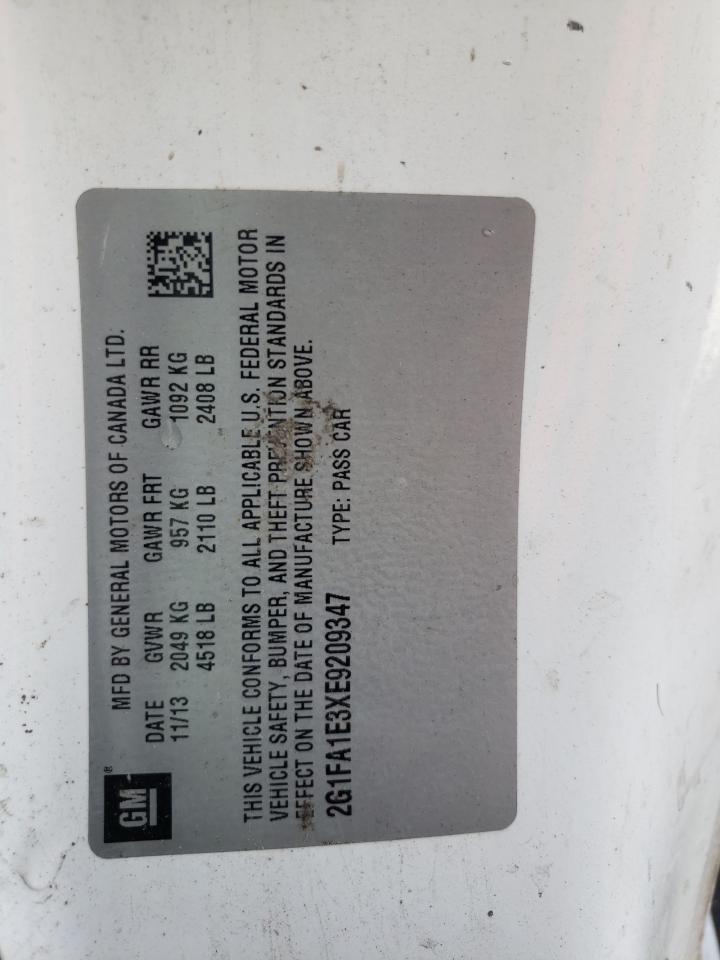 GM®
MFD BY GENERAL MOTORS OF CANADA LTD.
DATE GVWR GAWR FRT GAWR RR
11/13 2049 KG 957 KG 1092 KG
4518 LB 2110 LB 2408 LB
THIS VEHICLE CONFORMS TO ALL APPLICABLE U.S. FEDERAL MOTOR
VEHICLE SAFETY, BUMPER, AND THEFT PREVENTION STANDARDS IN
EFFECT ON THE DATE OF MANUFACTURE SHOWN ABOVE.
2G1FA1E3XE9209347 TYPE: PASS CAR